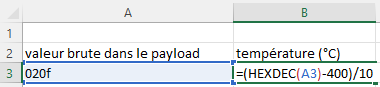 A B
1
2 valeur brute dans le payload température (°C)
3 020f =(HEXDEC(A3)-400)/10